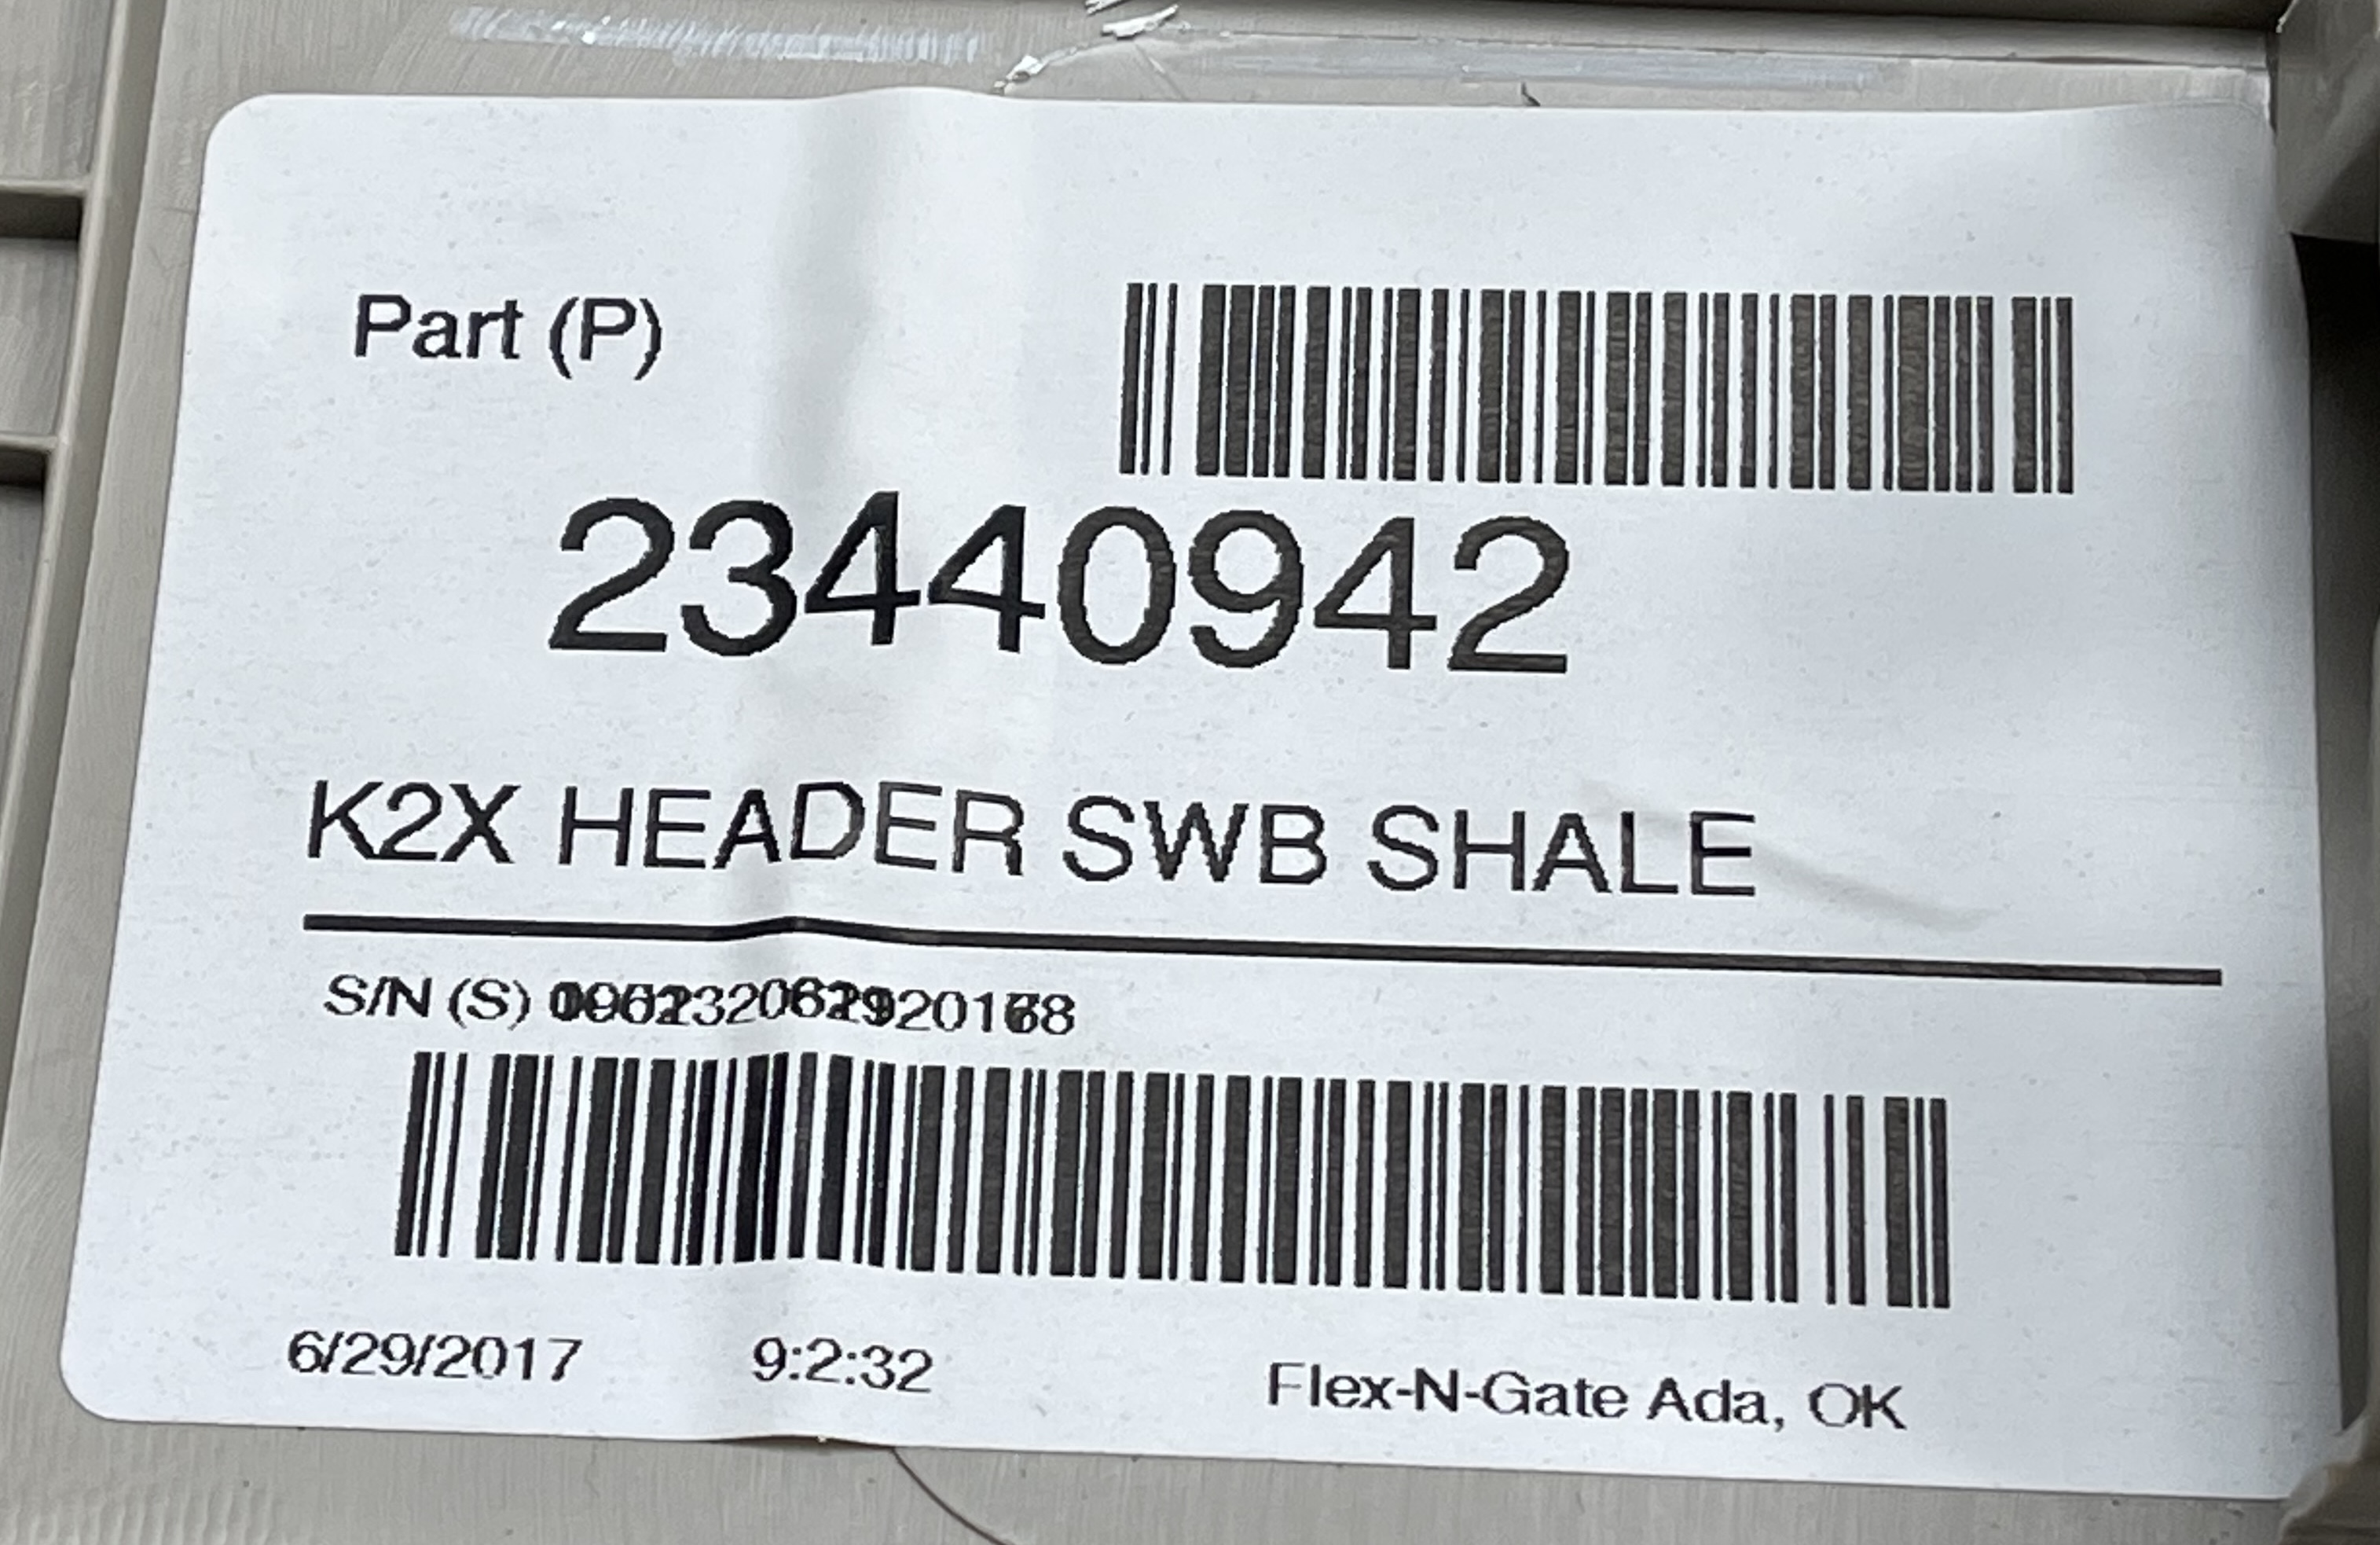 Part (P)
23440942
K2X HEADER SWB SHALE
S/N (S)
6/29/2017 9:2:32 Flex-N-Gate Ada, OK